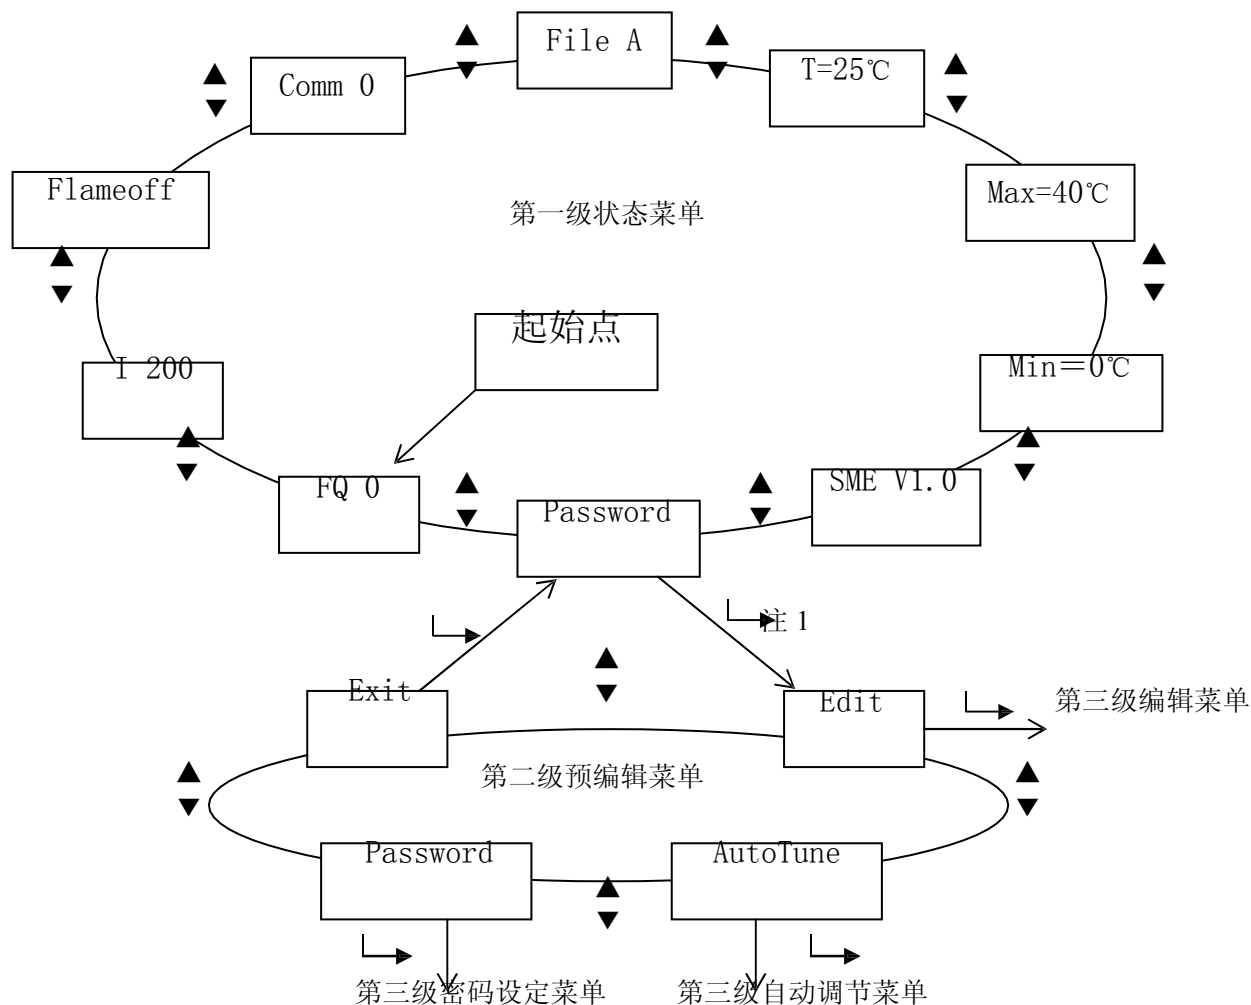 File A
T=25℃
Comm 0
Flameoff
Max=40℃
第一级状态菜单
起始点
I 200
Min＝0℃
FQ 0
SME V1.0
Password
注 1
Exit
Edit
第三级编辑菜单
第二级预编辑菜单
Password
AutoTune
第三级密码设定菜单
第三级自动调节菜单